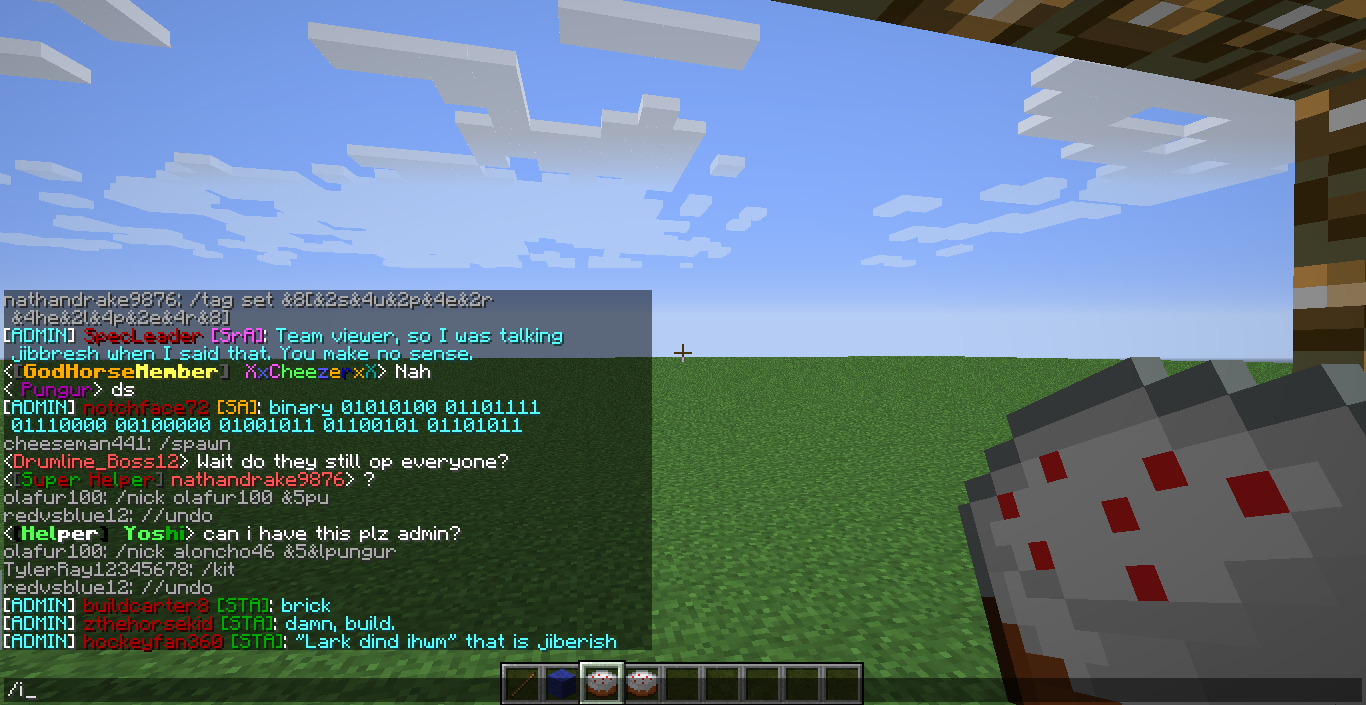 nathandrake9876: /tag set &8[&2s&4u&2p&4e&2r
&4he&2l&4p&2e&4r&8]
[ADMIN] SpecLeader [SrA]: Team viewer, so I was talking
jibbresh when I said that. You make no sense.
<[GodHorseMember] XxCheezerxX> Nah
< Pungur> ds
[ADMIN] notchface72 [SA]: binary 01010100 01101111
01110000 00100000 01001011 01100101 01101011
cheeseman441: /spawn
<Drumline_Boss12> Wait do they still op everyone?
<[Super Helper] nathandrake9876> ?
olafur100: /nick olafur100 &5pu
redvsblue12: //undo
<[Helper] Yoshi> can i have this plz admin?
olafur100: /nick aloncho46 &5&lpungur
TylerRay12345678: /kit
redvsblue12: //undo
[ADMIN] buildcarter8 [STA]: brick
[ADMIN] zthehorsekid [STA]: damn, build.
[ADMIN] hockeyfan360 [STA]: "Lark dind ihwm" that is jiberish
/i_